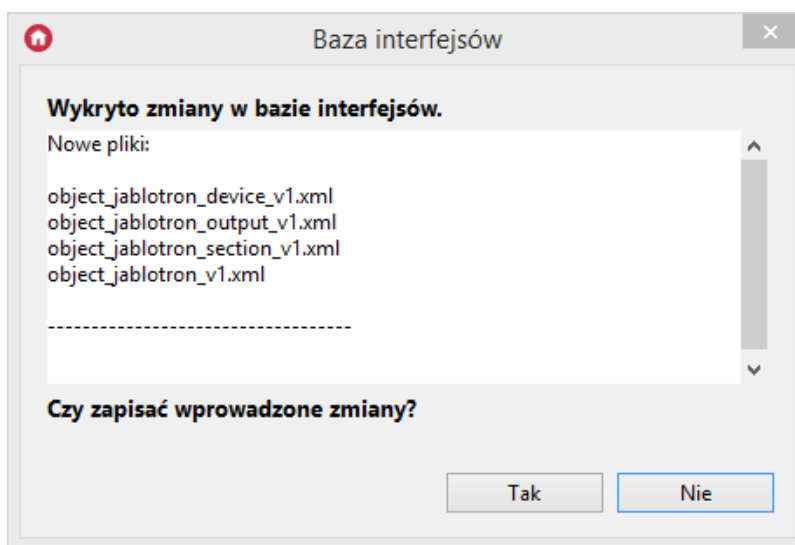 Baza interfejsów
Wykryto zmiany w bazie interfejsów.
Nowe pliki:
object_jablotron_device_v1.xml
object_jablotron_output_v1.xml
object_jablotron_section_v1.xml
object_jablotron_v1.xml
-----------------------------------
Czy zapisać wprowadzone zmiany?
Tak
Nie